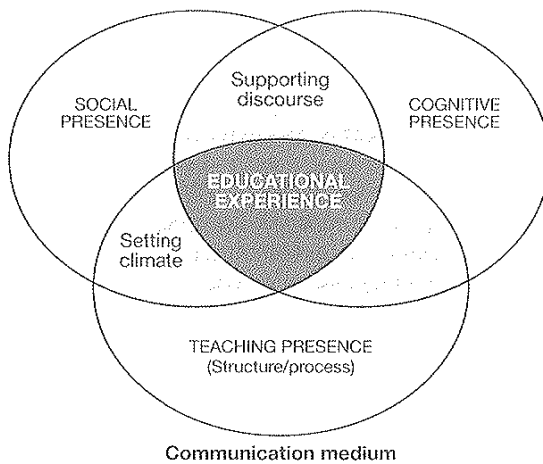 Supporting
discourse
SOCIAL
PRESENCE
COGNITIVE
PRESENCE
EDUCATIONAL
EXPERIENCE
Setting
climate
TEACHING PRESENCE
(Structure/process)
Communication medium